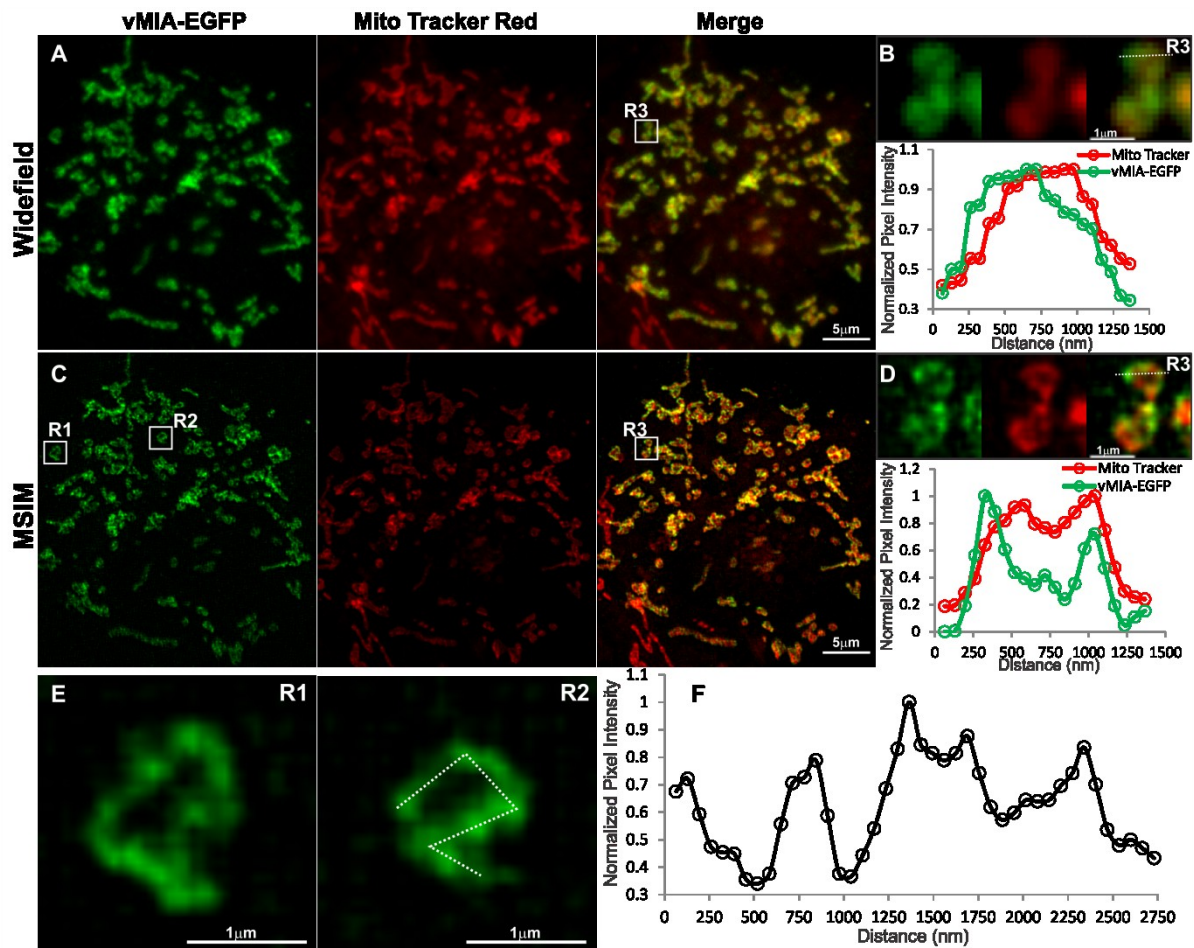 vMIA-EGFP
Mito Tracker Red
Merge
Widefield
A
R3
5μm
B
R3
1μm
Mito Tracker
vMIA-EGFP
Normalized Pixel Intensity
1.1
0.9
0.7
0.5
0.3
0 250 500 750 1000 1250 1500
Distance (nm)
MSIM
C
R1
R2
R3
5μm
D
R3
1μm
Mito Tracker
vMIA-EGFP
Normalized Pixel Intensity
1.2
1
0.8
0.6
0.4
0.2
0
0 250 500 750 1000 1250 1500
Distance (nm)
E
R1
1μm
R2
1μm
F
Normalized Pixel Intensity
1.1
1
0.9
0.8
0.7
0.6
0.5
0.4
0.3
0 250 500 750 1000 1250 1500 1750 2000 2250 2500 2750
Distance (nm)